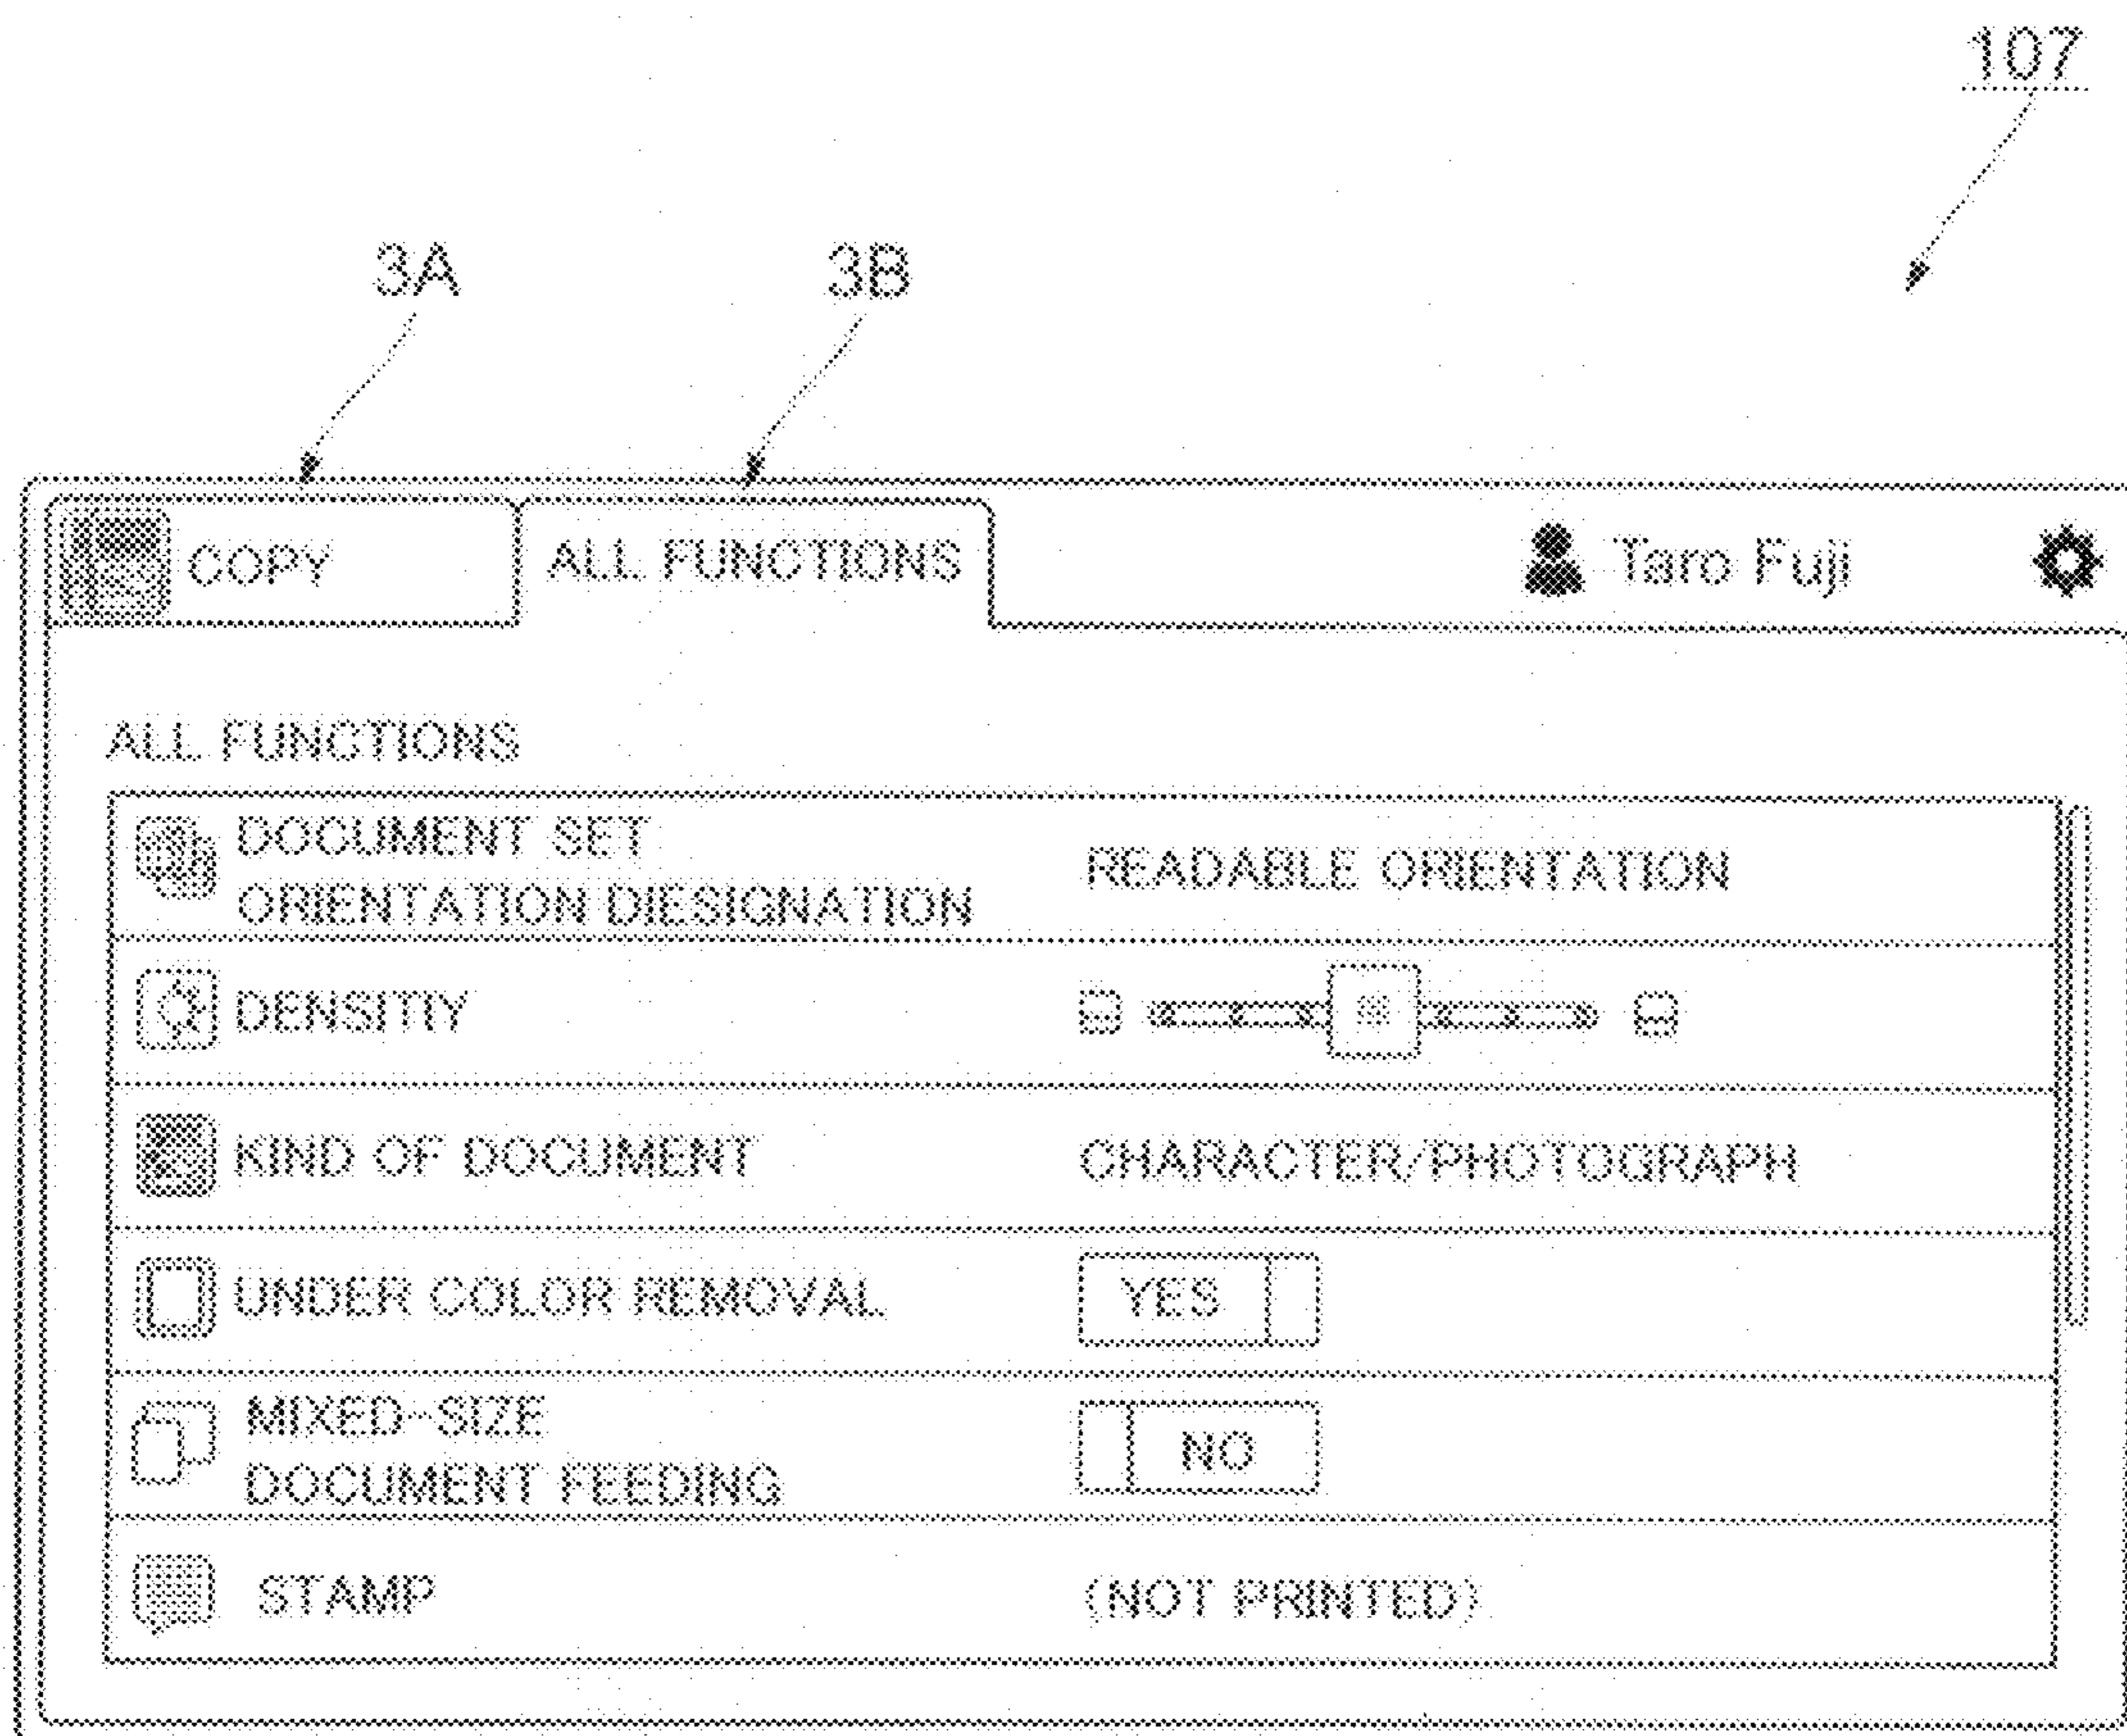 107
3A 3B
COPY ALL FUNCTIONS Taro Fuji
ALL FUNCTIONS
DOCUMENT SET
ORIENTATION DIESIGNATION READABLE ORIENTATION
DENSITIY
KIND OF DOCUMENT CHARACTER/PHOTOGRAPH
UNDER COLOR REMOVAL YES
MIXED-SIZE
DOCUMENT FEEDING NO
STAMP (NOT PRINTED)